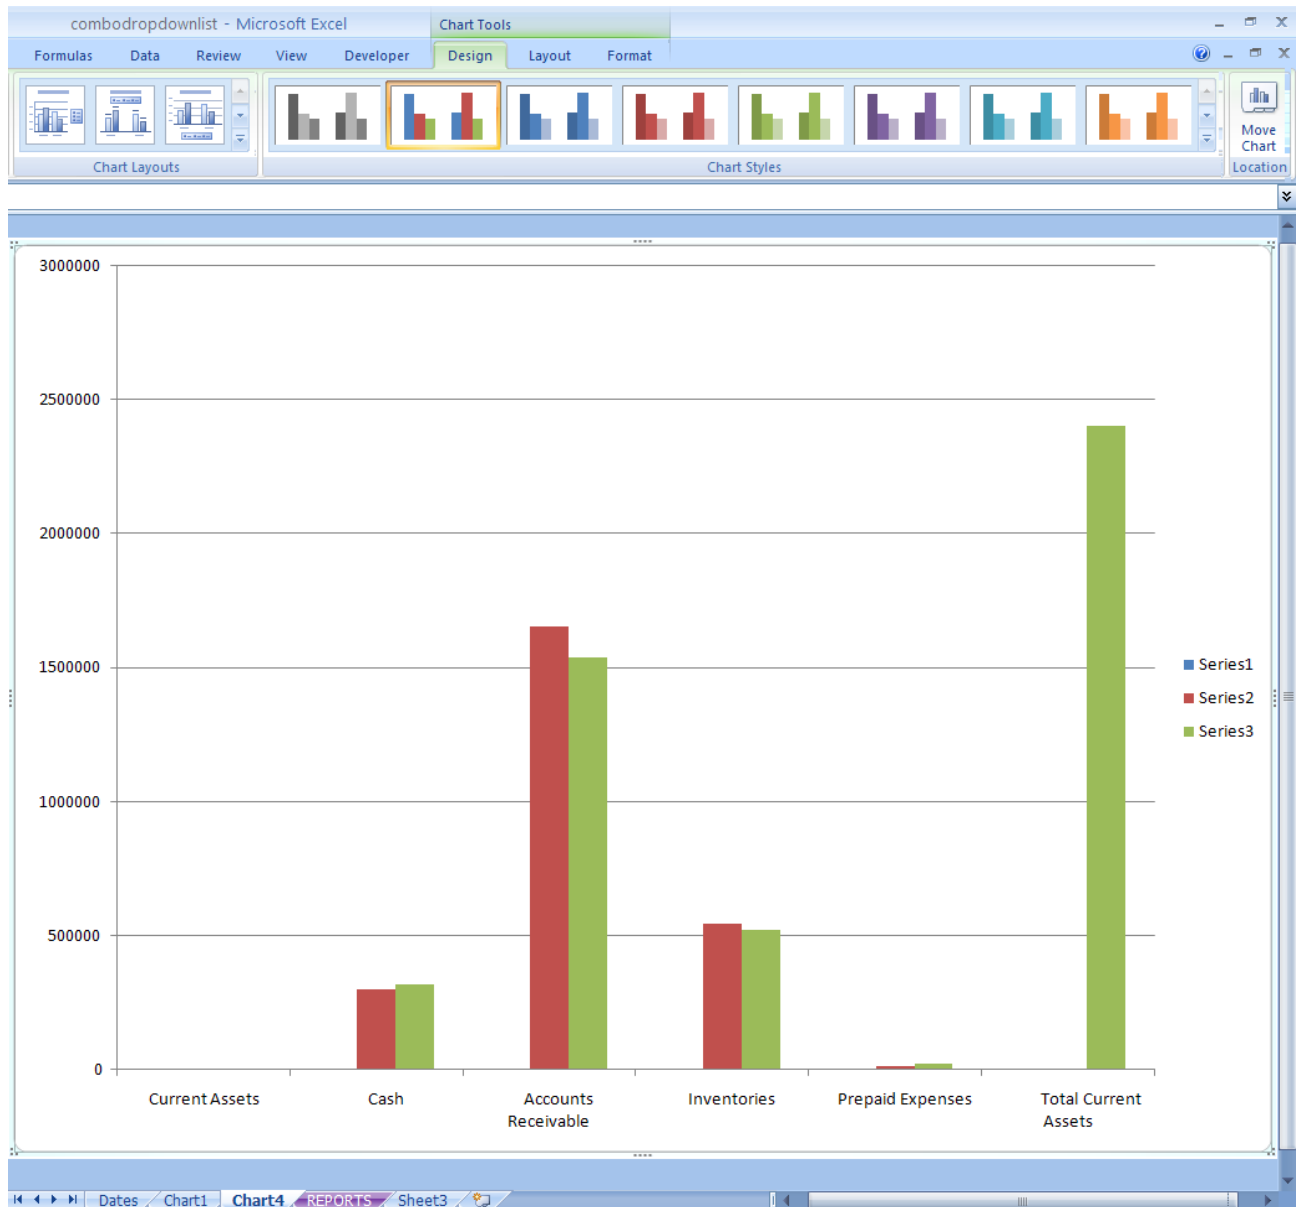 combodropdownlist - Microsoft Excel
Chart Tools
Formulas Data Review View Developer Design Layout Format
Move
Chart
Chart Layouts
Chart Styles
Location
3000000
2500000
2000000
1500000
1000000
500000
0
Series1
Series2
Series3
Current Assets
Cash
Accounts
Receivable
Inventories
Prepaid Expenses
Total Current
Assets
Dates Chart1 Chart4 REPORTS Sheet3